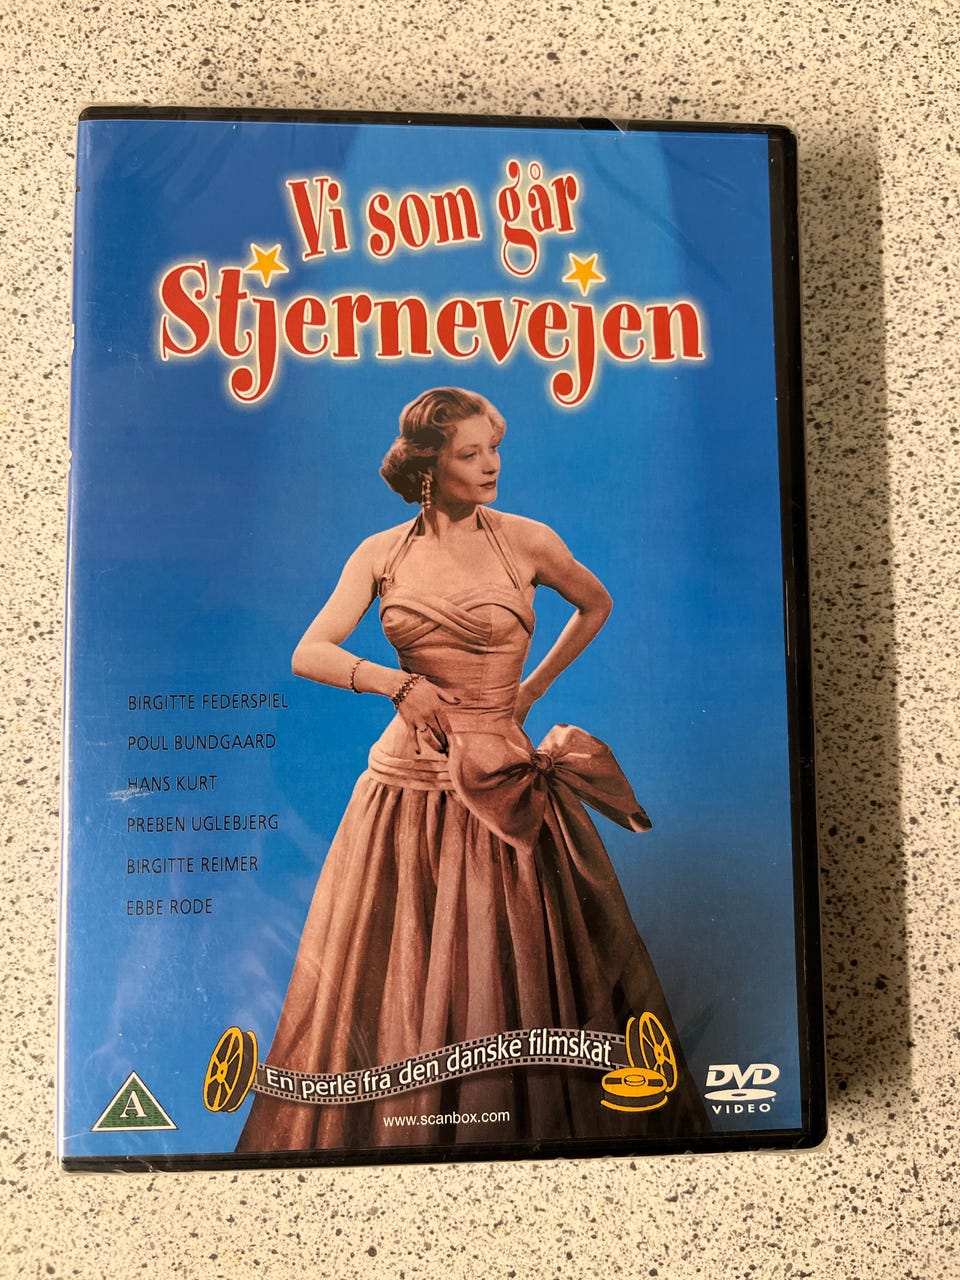 Vi som går
Stjernevejen
BIRGITTE FEDERSPIEL
POUL BUNDGAARD
HANS KURT
PREBEN UGLEBJERG
BIRGITTE REIMER
EBBE RODE
En perle fra den danske filmskat
A
www.scanbox.com
DVD
VIDEO